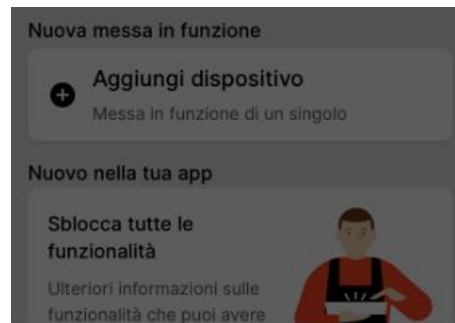 Nuova messa in funzione
Aggiungi dispositivo
Messa in funzione di un singolo
Nuovo nella tua app
Sblocca tutte le
funzionalità
Ulteriori informazioni sulle
funzionalità che puoi avere